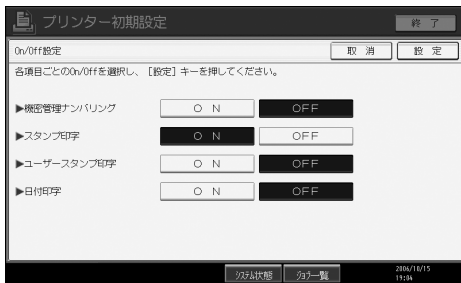 プリンター初期設定
終 了
On/Off設定
取 消
設 定
各項目ごとのOn/Offを選択し、［設定］キーを押してください。
▶機密管理ナンバリング
O N
OFF
▶スタンプ印字
O N
OFF
▶ユーザースタンプ印字
O N
OFF
▶日付印字
O N
OFF
システム状態
ジョブ一覧
2006/10/15
19:06